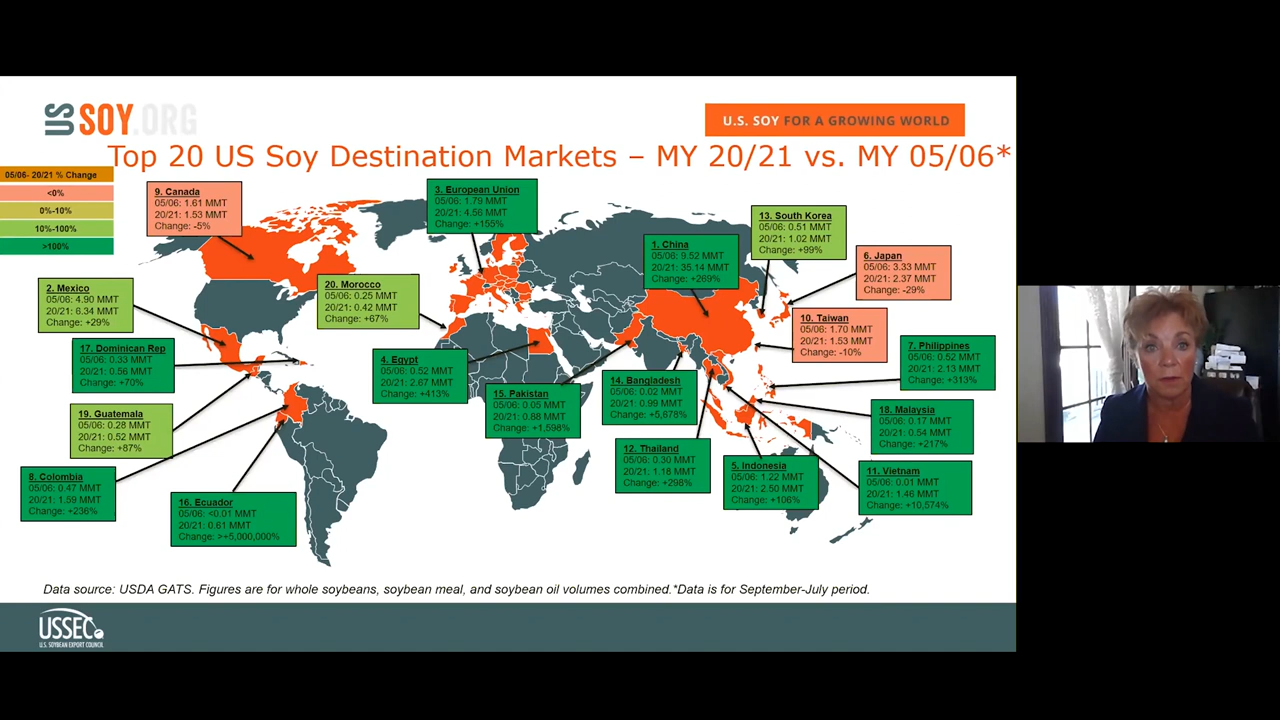 US SOY.ORG
U.S. SOY FOR A GROWING WORLD
Top 20 US Soy Destination Markets – MY 20/21 vs. MY 05/06*
05/06- 20/21 % Change
<0%
0%-10%
10%-100%
>100%
9. Canada
05/06: 1.61 MMT
20/21: 1.53 MMT
Change: -5%
3. European Union
05/06: 1.79 MMT
20/21: 4.56 MMT
Change: +155%
1. China
05/06: 9.52 MMT
20/21: 35.14 MMT
Change: +269%
13. South Korea
05/06: 0.51 MMT
20/21: 1.02 MMT
Change: +99%
6. Japan
05/06: 3.33 MMT
20/21: 2.37 MMT
Change: -29%
2. Mexico
05/06: 4.90 MMT
20/21: 6.34 MMT
Change: +29%
20. Morocco
05/06: 0.25 MMT
20/21: 0.42 MMT
Change: +67%
10. Taiwan
05/06: 1.70 MMT
20/21: 1.53 MMT
Change: -10%
17. Dominican Rep
05/06: 0.33 MMT
20/21: 0.56 MMT
Change: +70%
4. Egypt
05/06: 0.52 MMT
20/21: 2.67 MMT
Change: +413%
15. Pakistan
05/06: 0.05 MMT
20/21: 0.88 MMT
Change: +1,598%
14. Bangladesh
05/06: 0.02 MMT
20/21: 0.99 MMT
Change: +5,678%
7. Philippines
05/06: 0.52 MMT
20/21: 2.13 MMT
Change: +313%
19. Guatemala
05/06: 0.28 MMT
20/21: 0.52 MMT
Change: +87%
18. Malaysia
05/06: 0.17 MMT
20/21: 0.54 MMT
Change: +217%
12. Thailand
05/06: 0.30 MMT
20/21: 1.18 MMT
Change: +298%
5. Indonesia
05/06: 1.22 MMT
20/21: 2.50 MMT
Change: +106%
11. Vietnam
05/06: 0.01 MMT
20/21: 1.46 MMT
Change: +10,574%
8. Colombia
05/06: 0.47 MMT
20/21: 1.59 MMT
Change: +236%
16. Ecuador
05/06: <0.01 MMT
20/21: 0.61 MMT
Change: >+5,000,000%
Data source: USDA GATS. Figures are for whole soybeans, soybean meal, and soybean oil volumes combined.*Data is for September-July period.
USSEC
U.S. SOYBEAN EXPORT COUNCIL